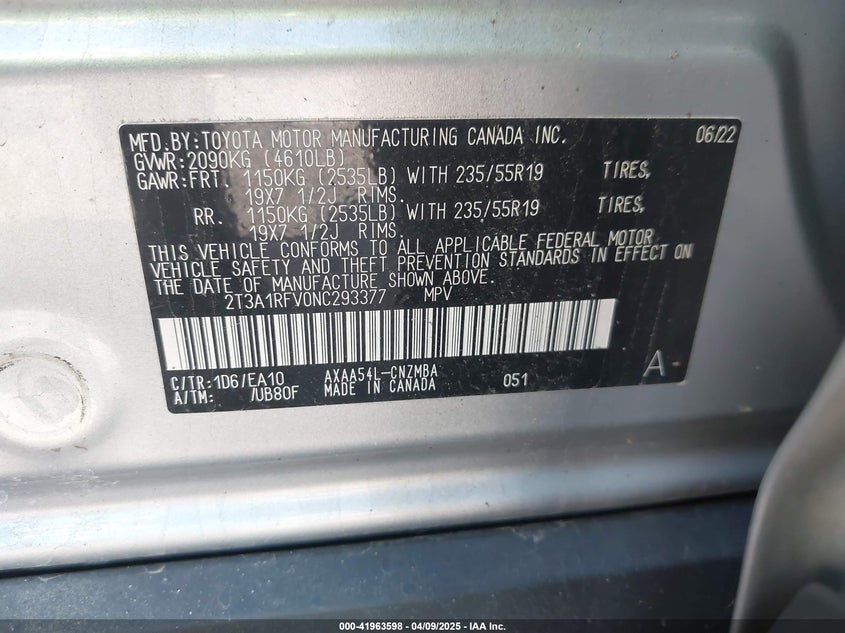 MFD.BY:TOYOTA MOTOR MANUFACTURING CANADA INC. 06/22
GVWR:2090KG (4610LB)
GAWR:FRT. 1150KG (2535LB) WITH 235/55R19 TIRES,
19X7 1/2J RIMS.
RR. 1150KG (2535LB) WITH 235/55R19 TIRES,
19X7 1/2J RIMS.
THIS VEHICLE CONFORMS TO ALL APPLICABLE FEDERAL MOTOR
VEHICLE SAFETY AND THEFT PREVENTION STANDARDS IN EFFECT ON
THE DATE OF MANUFACTURE SHOWN ABOVE.
2T3A1RFV0NC293377 MPV
C/TR:1D6/EA10 AXAA54L-CNZMBA 051 A-
A/TM: /UB80F MADE IN CANADA
000-41963598 - 04/09/2025 - IAA Inc.